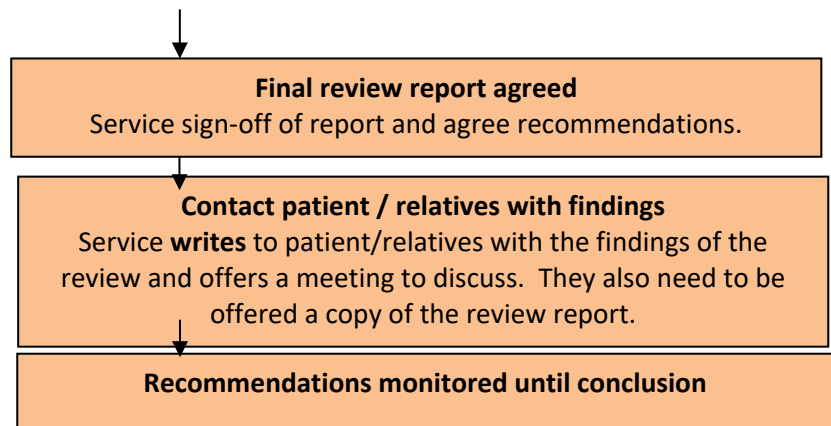 Final review report agreed
Service sign-off of report and agree recommendations.
Contact patient / relatives with findings
Service writes to patient/relatives with the findings of the
review and offers a meeting to discuss.  They also need to be
offered a copy of the review report.
Recommendations monitored until conclusion